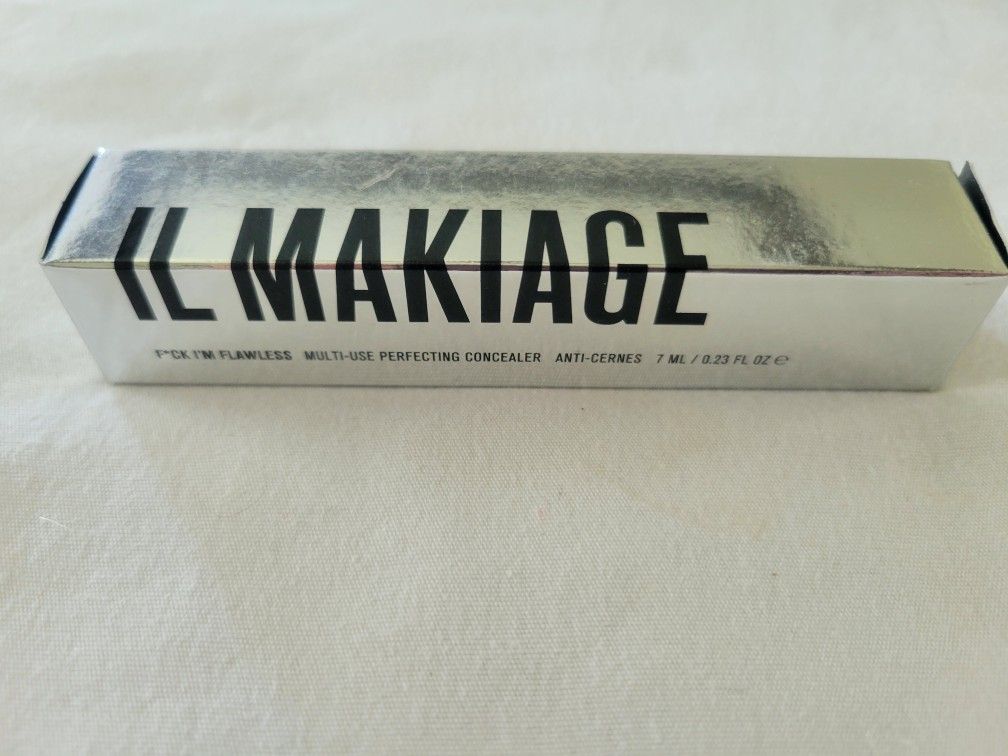 IL MAKIAGE
F*CK I'M FLAWLESS MULTI-USE PERFECTING CONCEALER ANTI-CERNES 7 ML / 0.23 FL OZ ℮